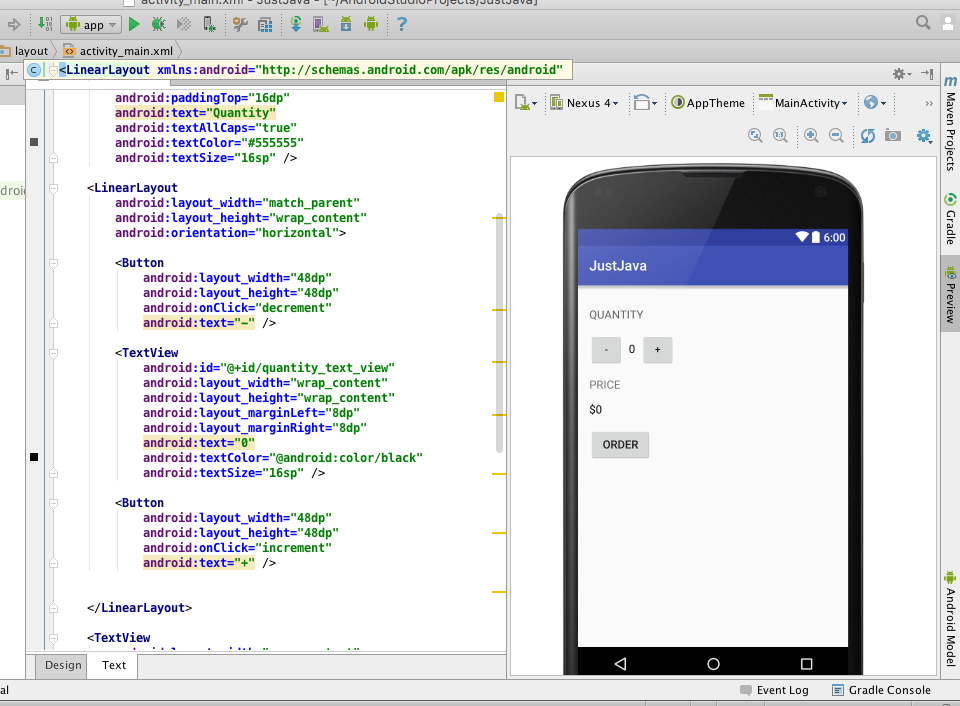 activity_main.xml - JustJava - [~/AndroidStudioProjects/JustJava]
app
?
layout
activity_main.xml
C
<LinearLayout xmlns:android="http://schemas.android.com/apk/res/android"
android:paddingTop="16dp"
android:text="Quantity"
android:textAllCaps="true"
android:textColor="#555555"
android:textSize="16sp" />
<LinearLayout
android:layout_width="match_parent"
android:layout_height="wrap_content"
android:orientation="horizontal">
<Button
android:layout_width="48dp"
android:layout_height="48dp"
android:onClick="decrement"
android:text="-" />
<TextView
android:id="@+id/quantity_text_view"
android:layout_width="wrap_content"
android:layout_height="wrap_content"
android:layout_marginLeft="8dp"
android:layout_marginRight="8dp"
android:text="0"
android:textColor="@android:color/black"
android:textSize="16sp" />
<Button
android:layout_width="48dp"
android:layout_height="48dp"
android:onClick="increment"
android:text="+" />
</LinearLayout>
<TextView
Design Text
Nexus 4 AppTheme MainActivity »
6:00
JustJava
QUANTITY
- 0 +
PRICE
$0
ORDER
m
Maven Projects
Gradle
Preview
Android Model
al
Event Log Gradle Console